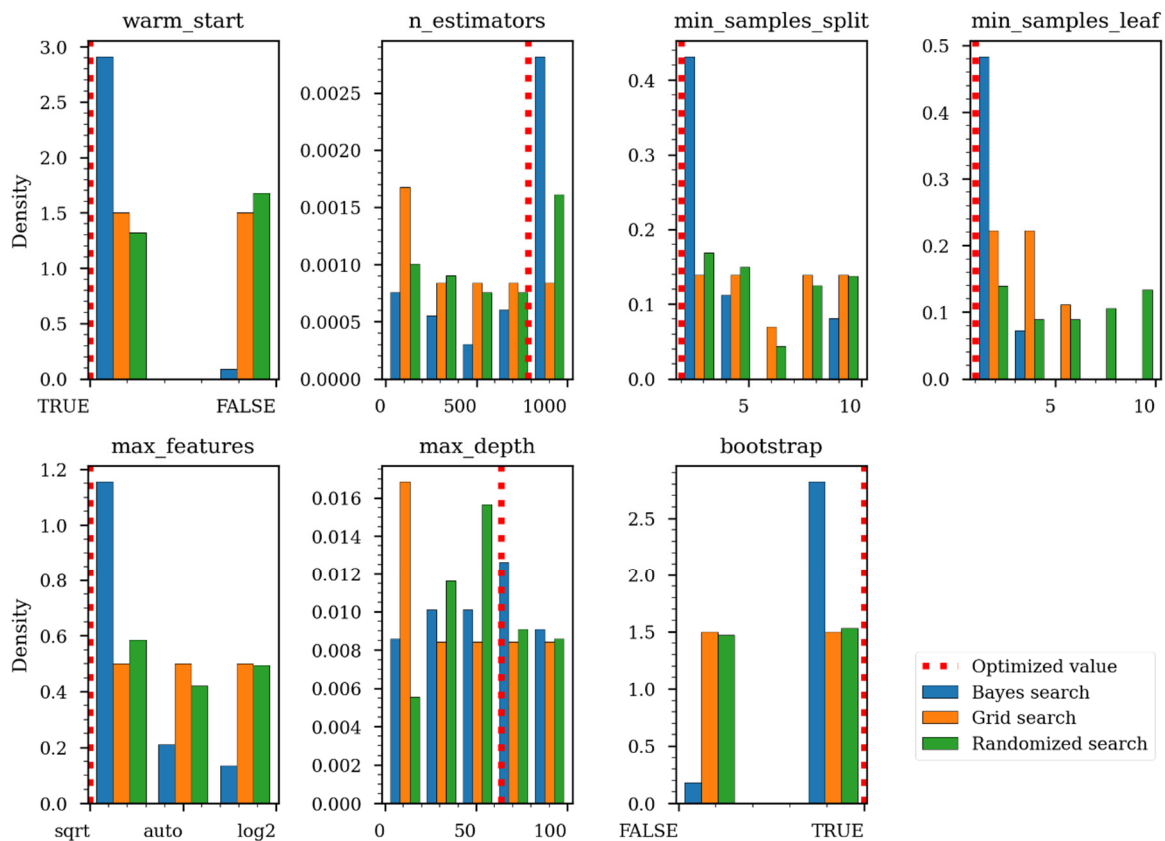 warm_start
n_estimators
min_samples_split
min_samples_leaf
Density
3.0
2.5
2.0
1.5
1.0
0.5
0.0
TRUE FALSE
0.0025
0.0020
0.0015
0.0010
0.0005
0.0000
0 500 1000
0.4
0.3
0.2
0.1
0.0
5 10
0.5
0.4
0.3
0.2
0.1
0.0
5 10
max_features
max_depth
bootstrap
Density
1.2
1.0
0.8
0.6
0.4
0.2
0.0
sqrt auto log2
0.016
0.014
0.012
0.010
0.008
0.006
0.004
0.002
0.000
0 50 100
2.5
2.0
1.5
1.0
0.5
0.0
FALSE TRUE
Optimized value
Bayes search
Grid search
Randomized search